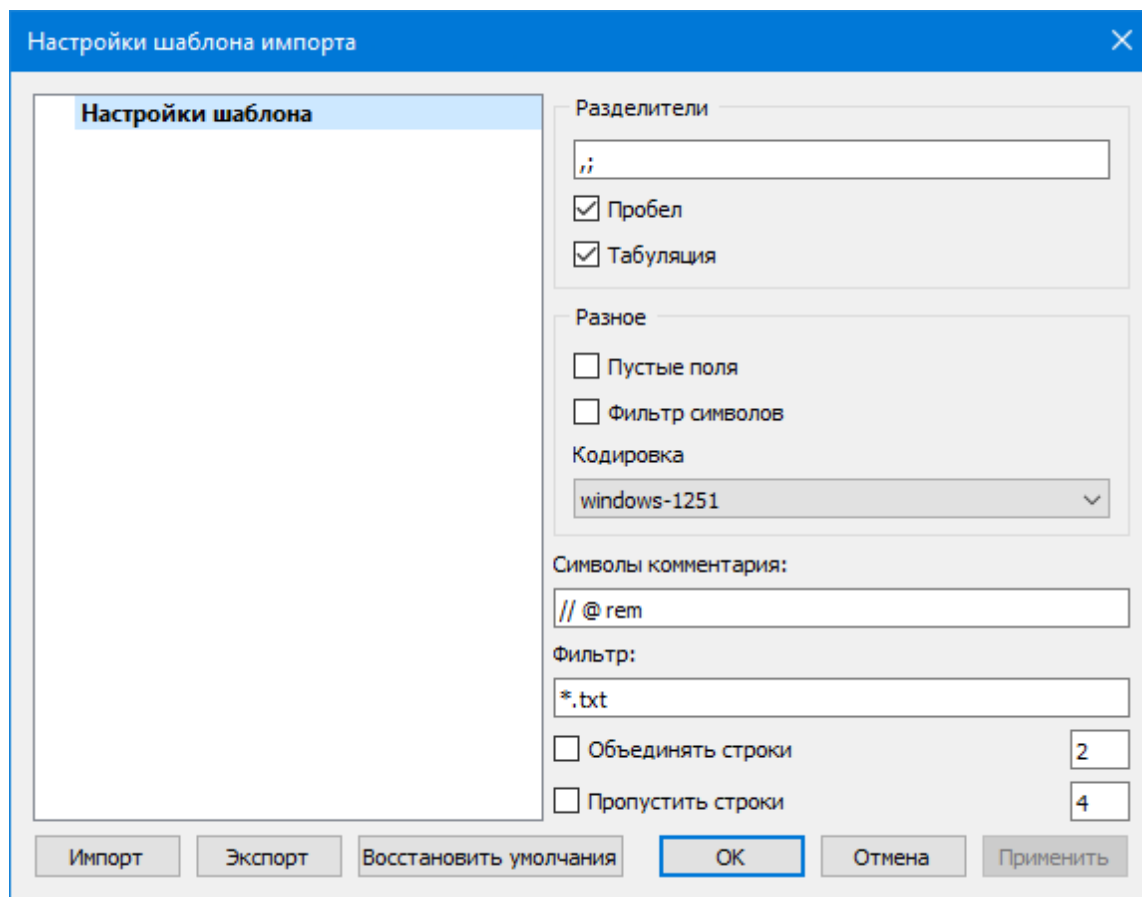 Настройки шаблона импорта
Настройки шаблона
Разделители
,;
Пробел
Табуляция
Разное
Пустые поля
Фильтр символов
Кодировка
windows-1251
Символы комментария:
// @ rem
Фильтр:
*.txt
Объединять строки 2
Пропустить строки 4
Импорт Экспорт Восстановить умолчания OK Отмена Применить